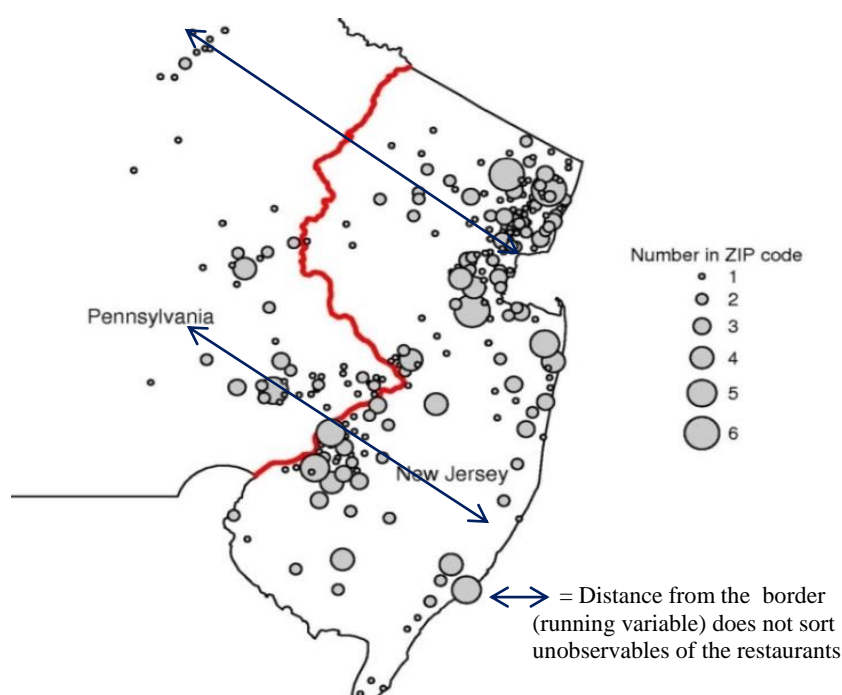 Number in ZIP code
1
2
3
4
5
6
Pennsylvania
New Jersey
= Distance from the border
(running variable) does not sort
unobservables of the restaurants